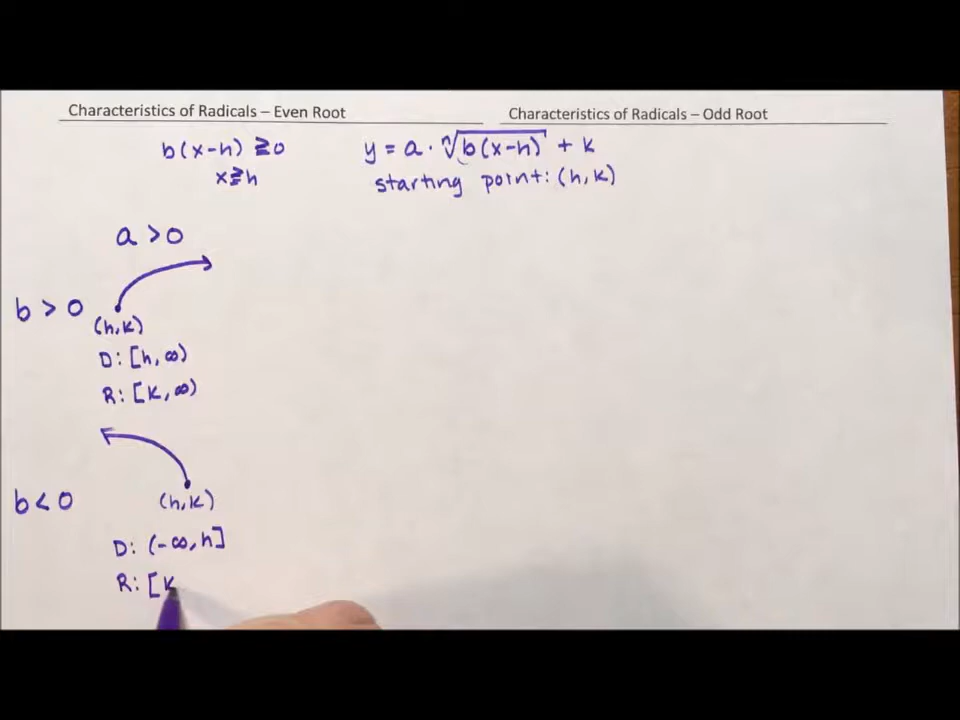 Characteristics of Radicals – Even Root
Characteristics of Radicals – Odd Root
b(x-h) ≥0
y = a · ⁿ√b(x-h) + k
x≥h
starting point: (h,k)
a >0
b > 0
(h,k)
D: [h, ∞)
R: [k, ∞)
b < 0
(h,k)
D: (-∞, h]
R: [k